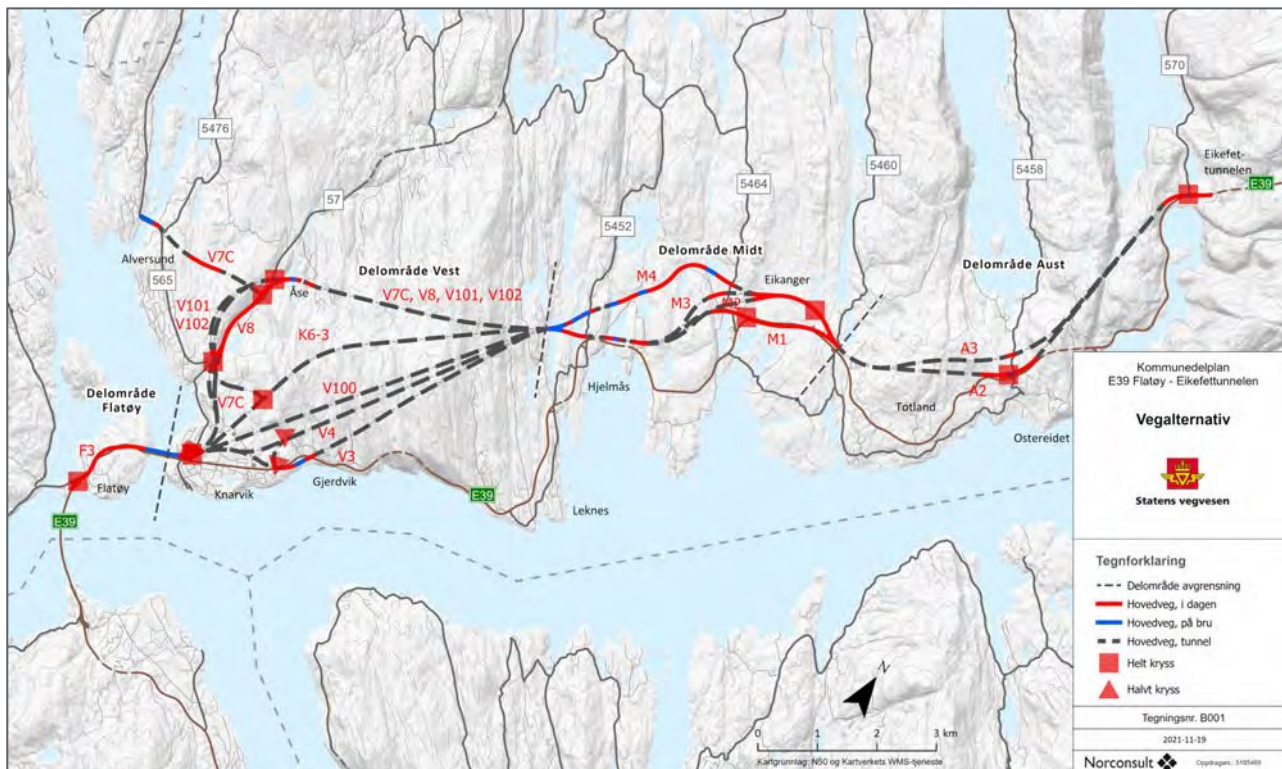 570
Eikefet-
tunnelen
E39
5476
5460
5458
5464
57
5452
Delområde Midt
Delområde Aust
Alversund
V7C
Delområde Vest
M4
Eikanger
565
Åse
V7C, V8, V101, V102
M3
V101
V102
V8
K6-3
M1
A3
Hjelmås
Delområde
Flatøy
V7C
V100
A2
Totland
V4
Ostereidet
F3
V3
Flatøy
Knarvik
Gjerdvik
E39
Leknes
E39
N
0 1 2 3 km
Kartgrunnlag: N50 og Kartverkets WMS-tjeneste
Kommunedelplan
E39 Flatøy - Eikefettunnelen
Vegalternativ
Statens vegvesen
Tegnforklaring
Delområde avgrensning
Hovedveg, i dagen
Hovedveg, på bru
Hovedveg, tunnel
Helt kryss
Halvt kryss
Tegningsnr. B001
2021-11-19
Norconsult